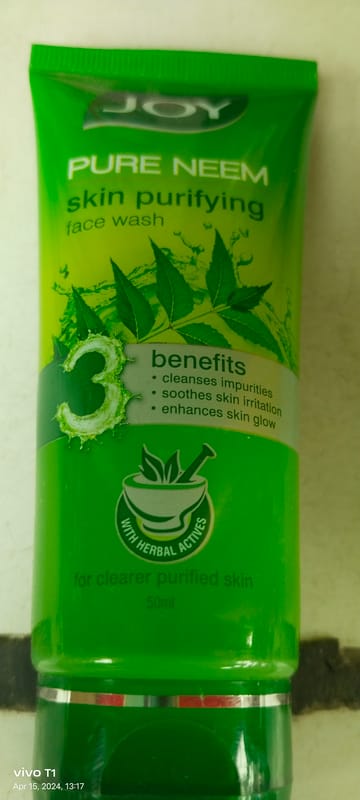 JOY
PURE NEEM
skin purifying
face wash
3
benefits
• cleanses impurities
• soothes skin irritation
• enhances skin glow
WITH HERBAL ACTIVES
for clearer purified skin
50ml
vivo T1
Apr 15, 2024, 13:17